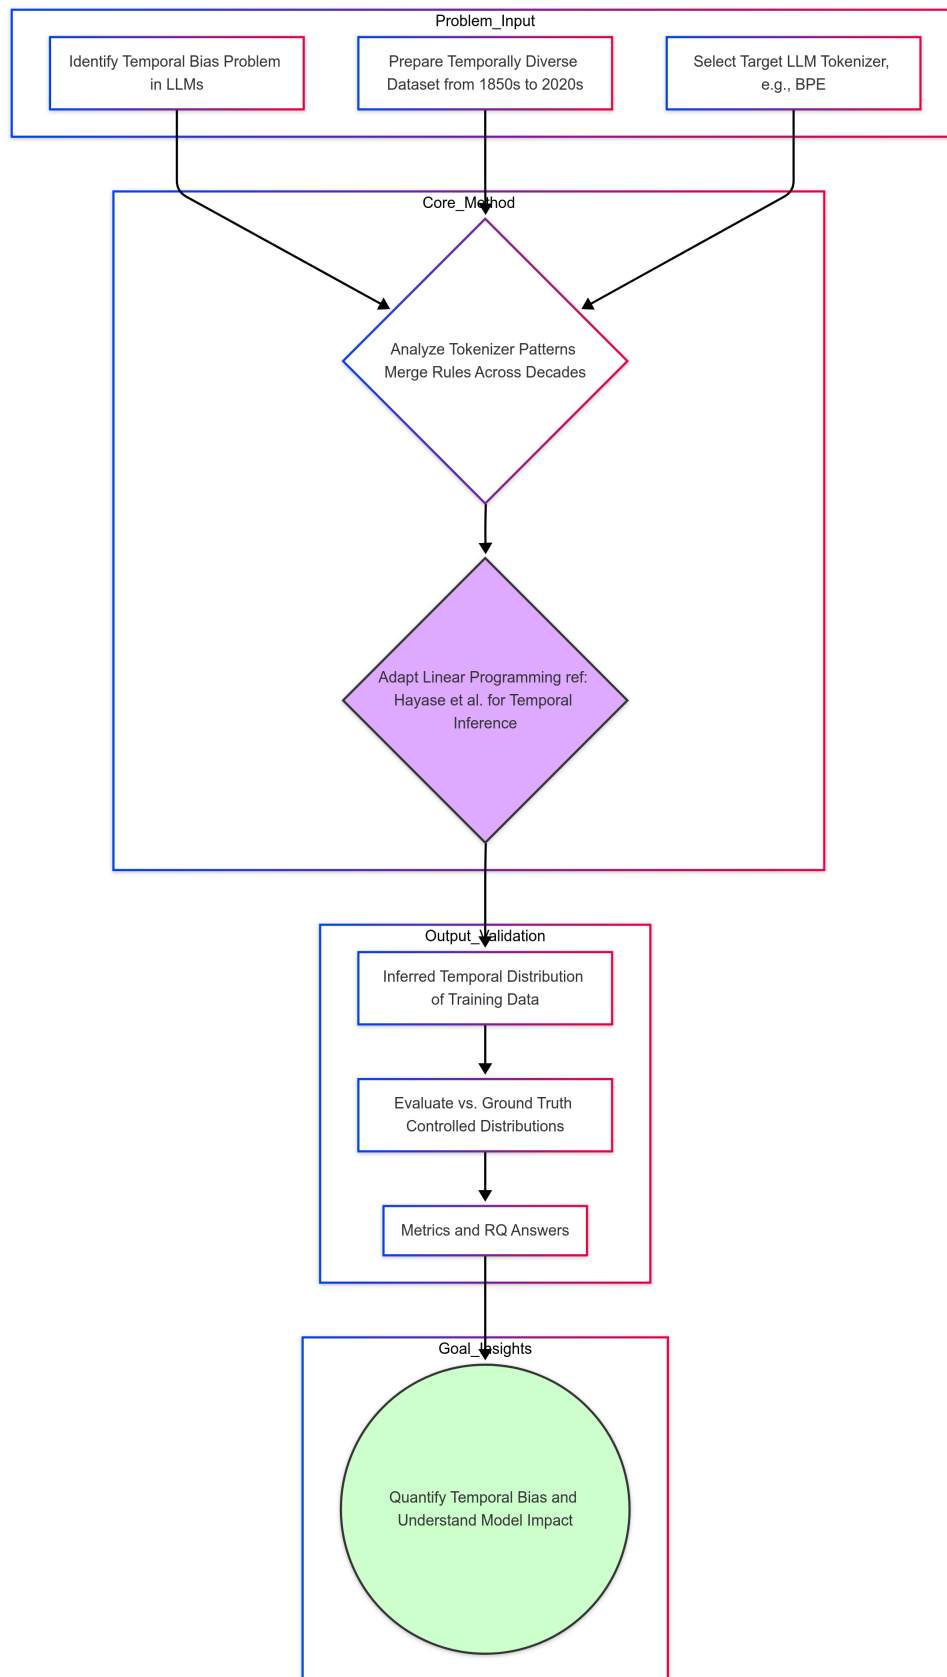 Problem_Input
Identify Temporal Bias Problem
in LLMs
Prepare Temporally Diverse
Dataset from 1850s to 2020s
Select Target LLM Tokenizer,
e.g., BPE
Core_Method
Analyze Tokenizer Patterns
Merge Rules Across Decades
Adapt Linear Programming ref:
Hayase et al. for Temporal
Inference
Output_Validation
Inferred Temporal Distribution
of Training Data
Evaluate vs. Ground Truth
Controlled Distributions
Metrics and RQ Answers
Goal_Insights
Quantify Temporal Bias and
Understand Model Impact